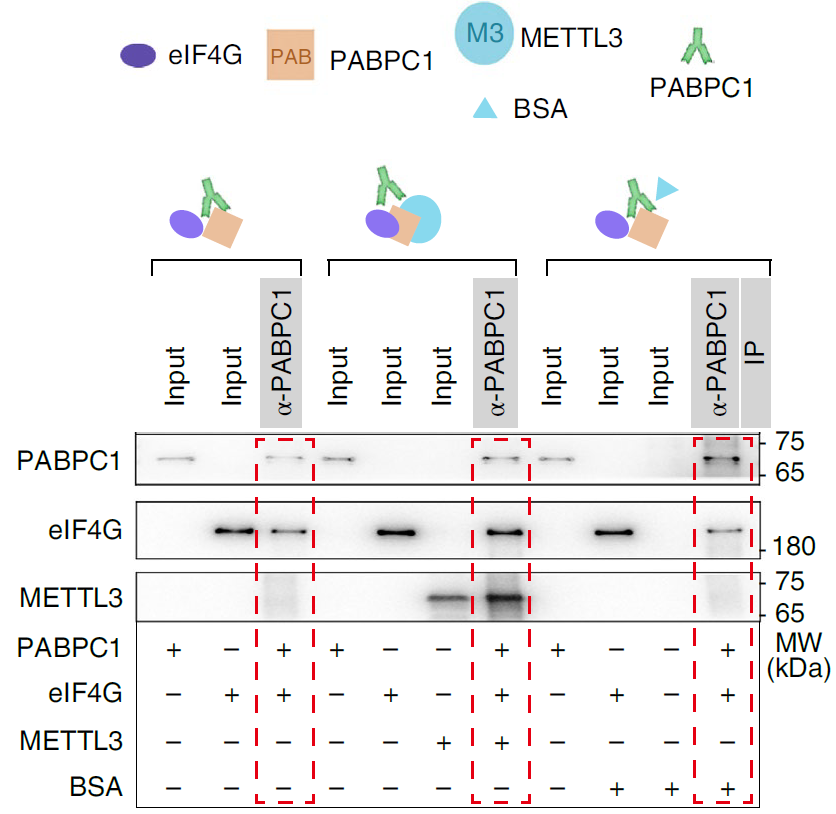 eIF4G PAB PABPC1 M3 METTL3 PABPC1
BSA
Input Input α-PABPC1 Input Input Input α-PABPC1 Input Input Input α-PABPC1 IP
PABPC1 75
65
eIF4G 180
METTL3 75
65
PABPC1 + − + + − − + + − − + MW
(kDa)
eIF4G − + + − + − + − + − +
METTL3 − − − − − + + − − − −
BSA − − − − − − − − + + +